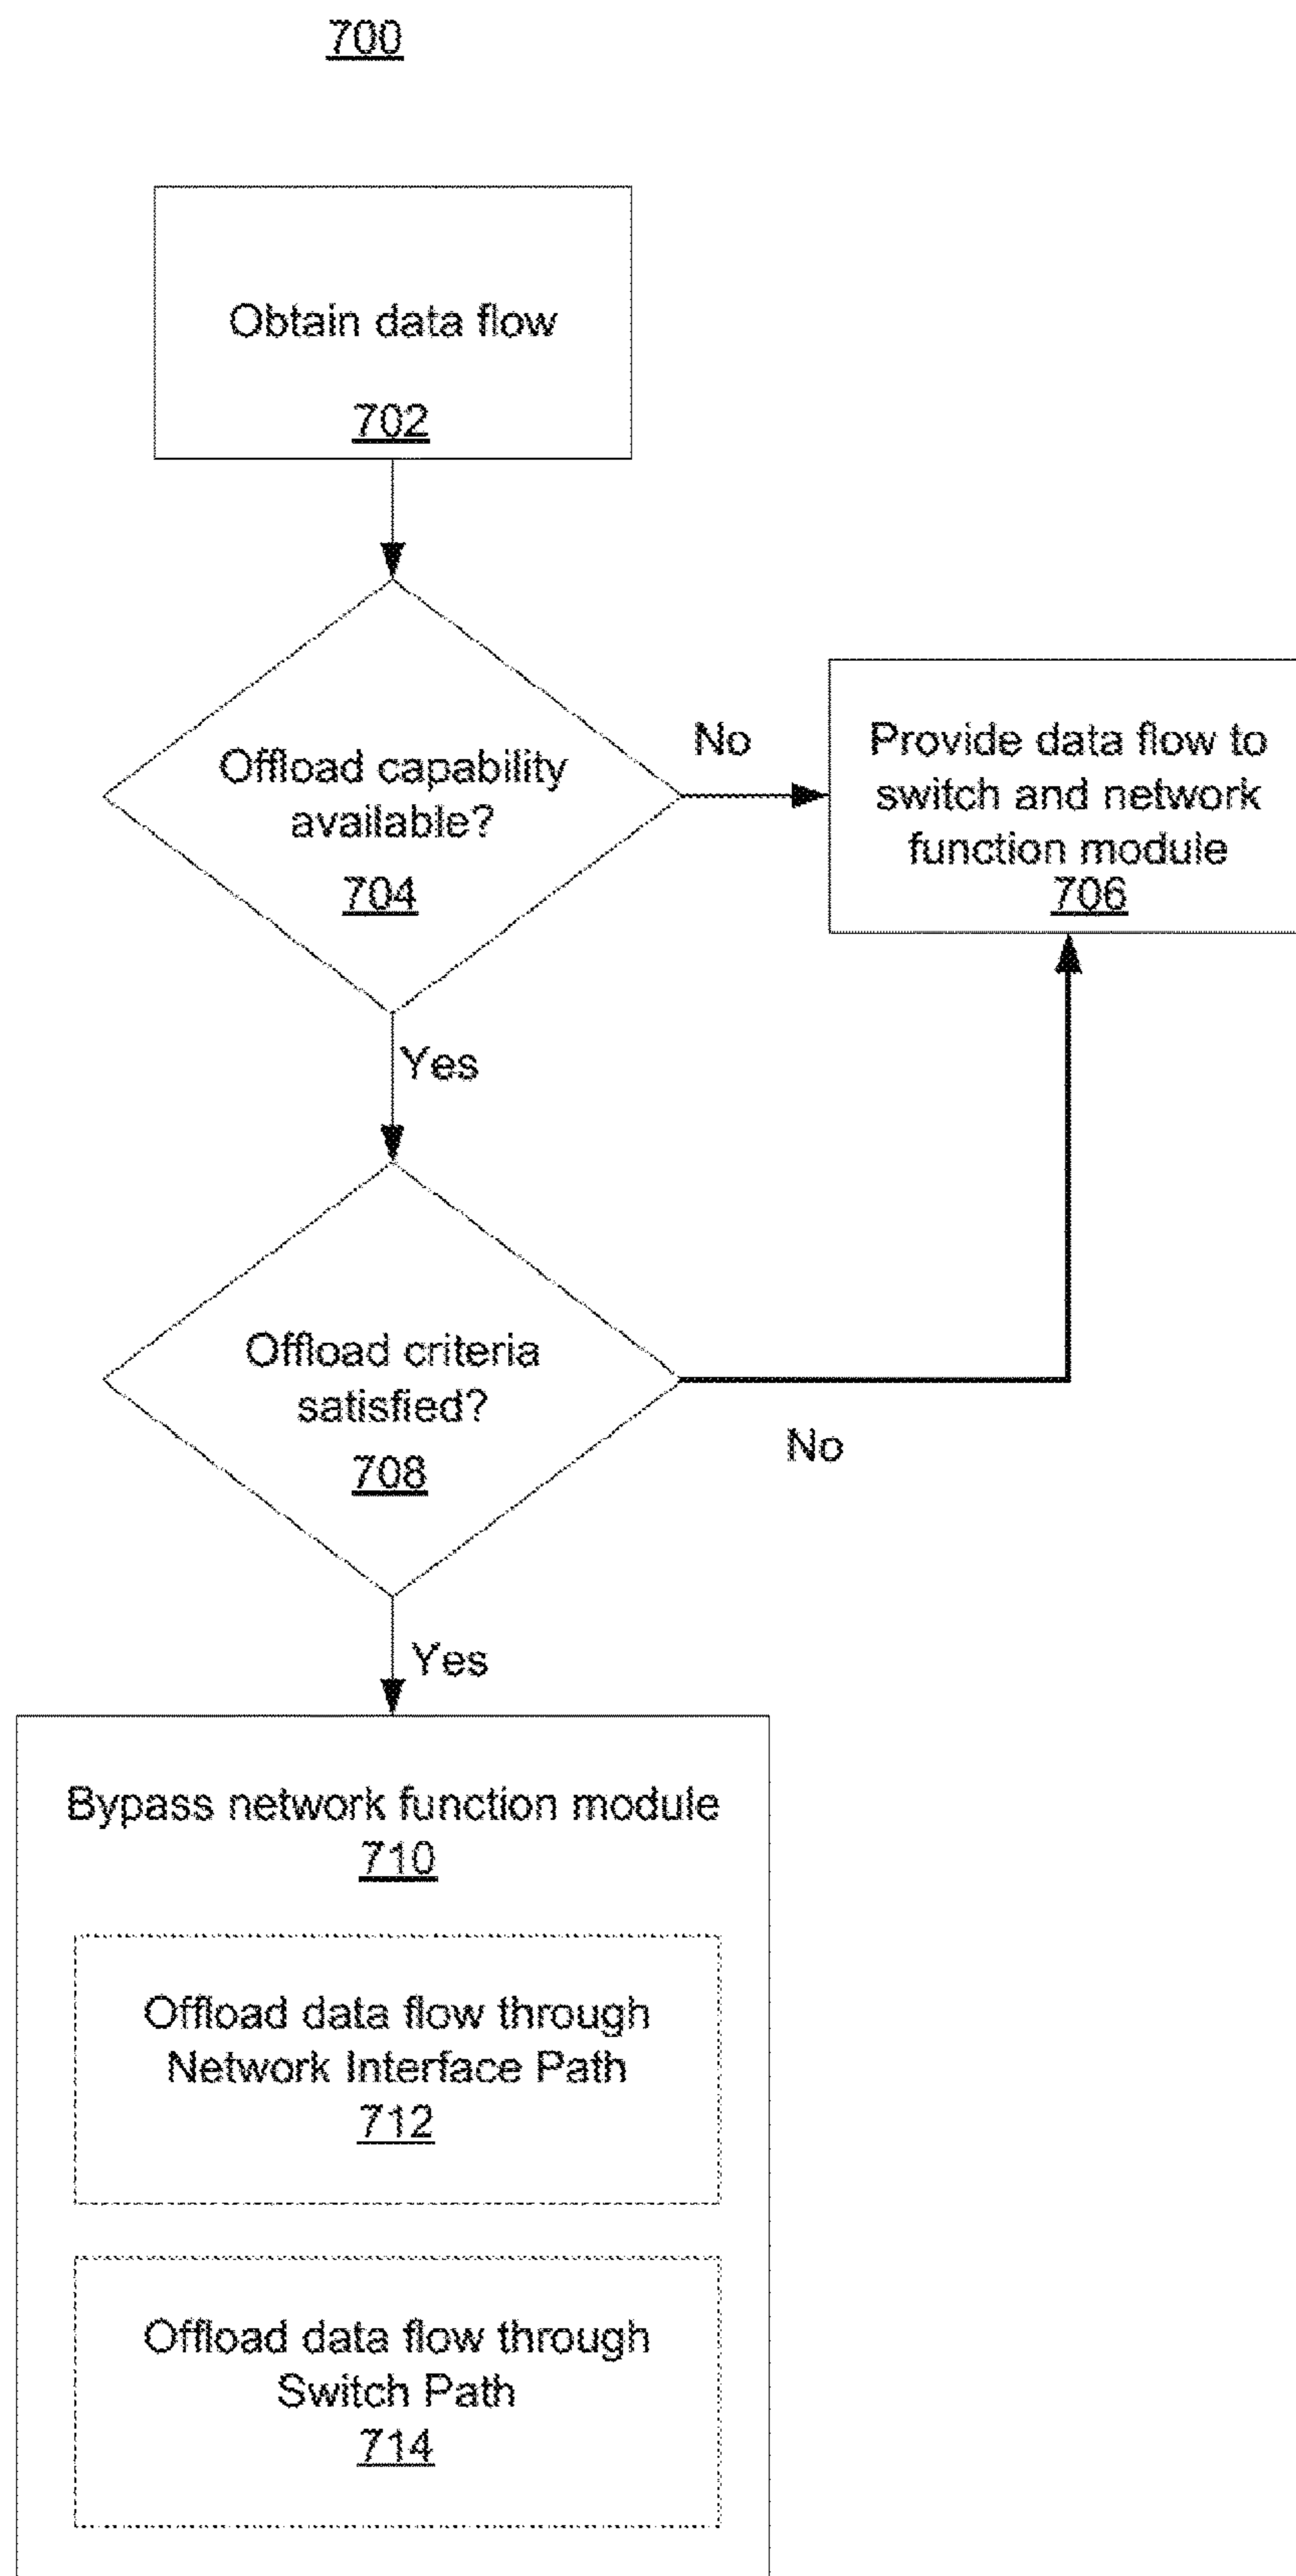 700
Obtain data flow
702
Offload capability
available?
704
No
Provide data flow to
switch and network
function module
706
Yes
Offload criteria
satisfied?
708
No
Yes
Bypass network function module
710
Offload data flow through
Network Interface Path
712
Offload data flow through
Switch Path
714